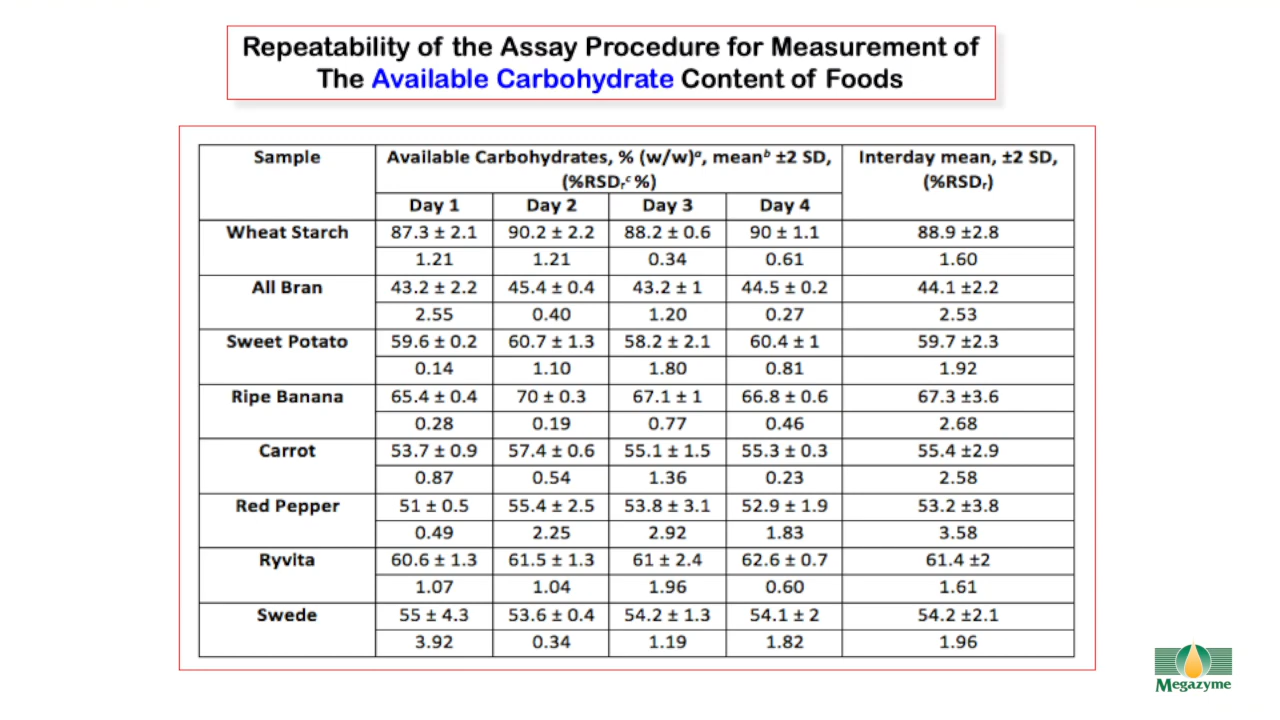 Repeatability of the Assay Procedure for Measurement of
The Available Carbohydrate Content of Foods
Sample Available Carbohydrates, % (w/w)ᵃ, meanᵇ ±2 SD, Interday mean, ±2 SD,
(%RSDᵣᶜ %) (%RSDᵣ)
Day 1 Day 2 Day 3 Day 4
Wheat Starch 87.3 ± 2.1 90.2 ± 2.2 88.2 ± 0.6 90 ± 1.1 88.9 ±2.8
1.21 1.21 0.34 0.61 1.60
All Bran 43.2 ± 2.2 45.4 ± 0.4 43.2 ± 1 44.5 ± 0.2 44.1 ±2.2
2.55 0.40 1.20 0.27 2.53
Sweet Potato 59.6 ± 0.2 60.7 ± 1.3 58.2 ± 2.1 60.4 ± 1 59.7 ±2.3
0.14 1.10 1.80 0.81 1.92
Ripe Banana 65.4 ± 0.4 70 ± 0.3 67.1 ± 1 66.8 ± 0.6 67.3 ±3.6
0.28 0.19 0.77 0.46 2.68
Carrot 53.7 ± 0.9 57.4 ± 0.6 55.1 ± 1.5 55.3 ± 0.3 55.4 ±2.9
0.87 0.54 1.36 0.23 2.58
Red Pepper 51 ± 0.5 55.4 ± 2.5 53.8 ± 3.1 52.9 ± 1.9 53.2 ±3.8
0.49 2.25 2.92 1.83 3.58
Ryvita 60.6 ± 1.3 61.5 ± 1.3 61 ± 2.4 62.6 ± 0.7 61.4 ±2
1.07 1.04 1.96 0.60 1.61
Swede 55 ± 4.3 53.6 ± 0.4 54.2 ± 1.3 54.1 ± 2 54.2 ±2.1
3.92 0.34 1.19 1.82 1.96
Megazyme